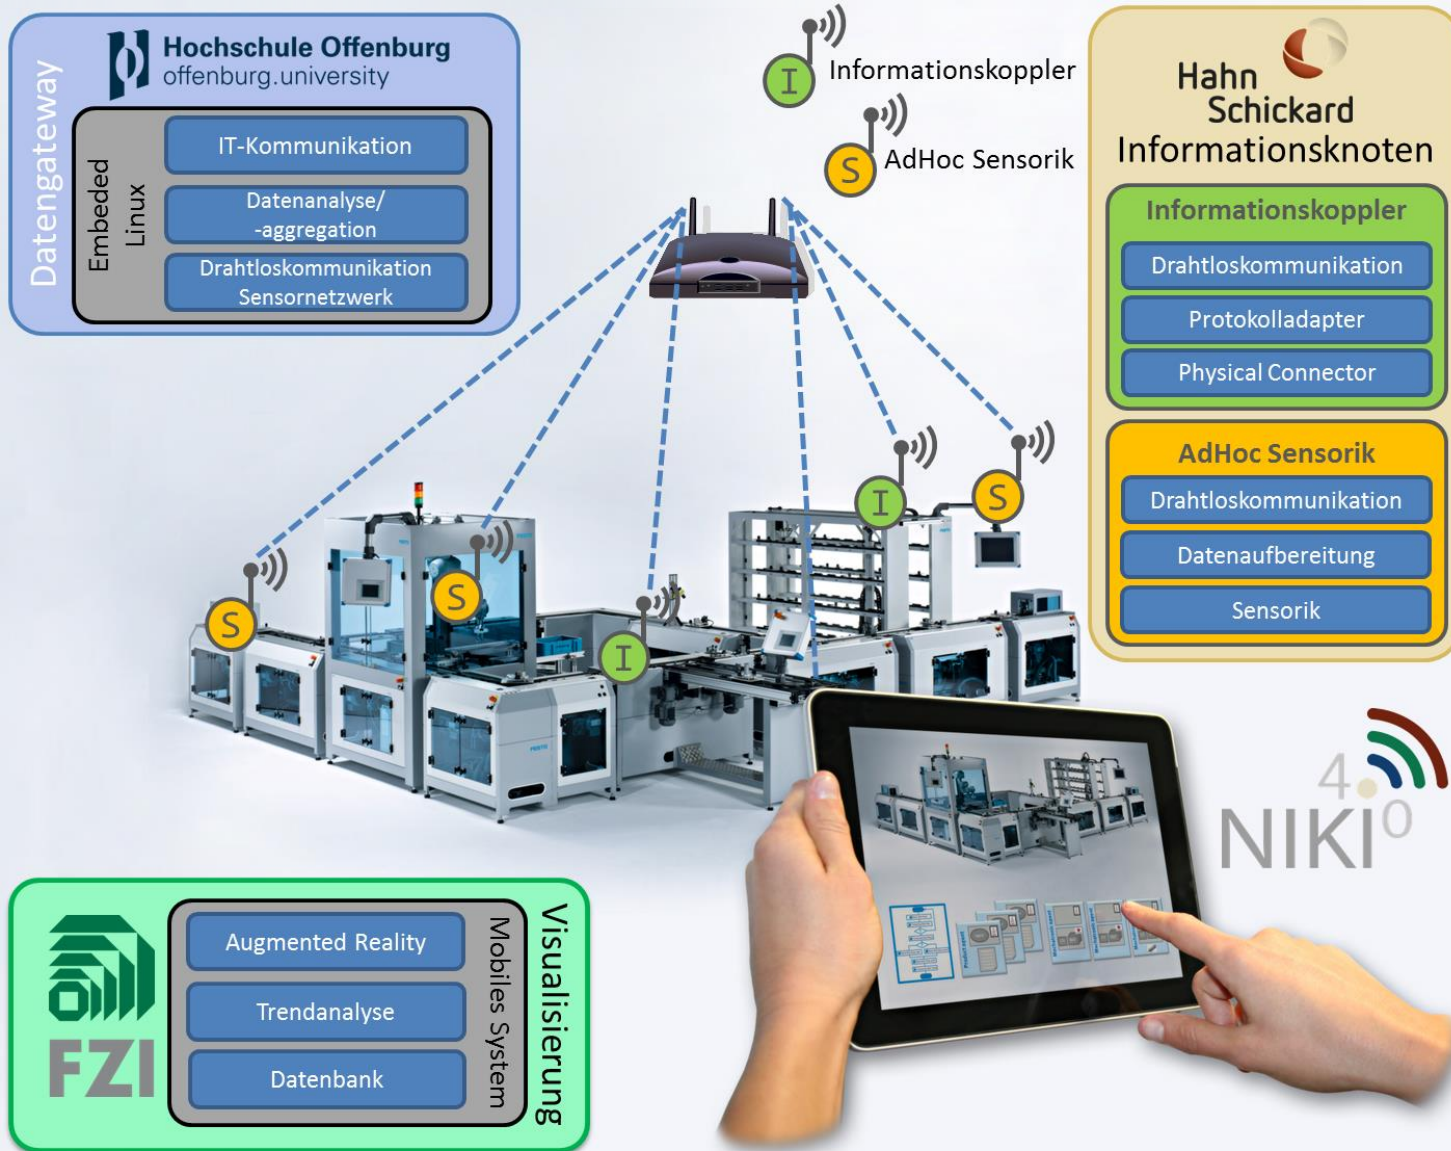 Datengateway
Hochschule Offenburg
offenburg.university
Embeded
Linux
IT-Kommunikation
Datenanalyse/
-aggregation
Drahtloskommunikation
Sensornetzwerk
I
Informationskoppler
S
AdHoc Sensorik
Hahn
Schickard
Informationsknoten
Informationskoppler
Drahtloskommunikation
Protokolladapter
Physical Connector
AdHoc Sensorik
Drahtloskommunikation
Datenaufbereitung
Sensorik
I
S
S
S
I
4.0
NIKI
FZI
Augmented Reality
Trendanalyse
Datenbank
Mobiles System
Visualisierung